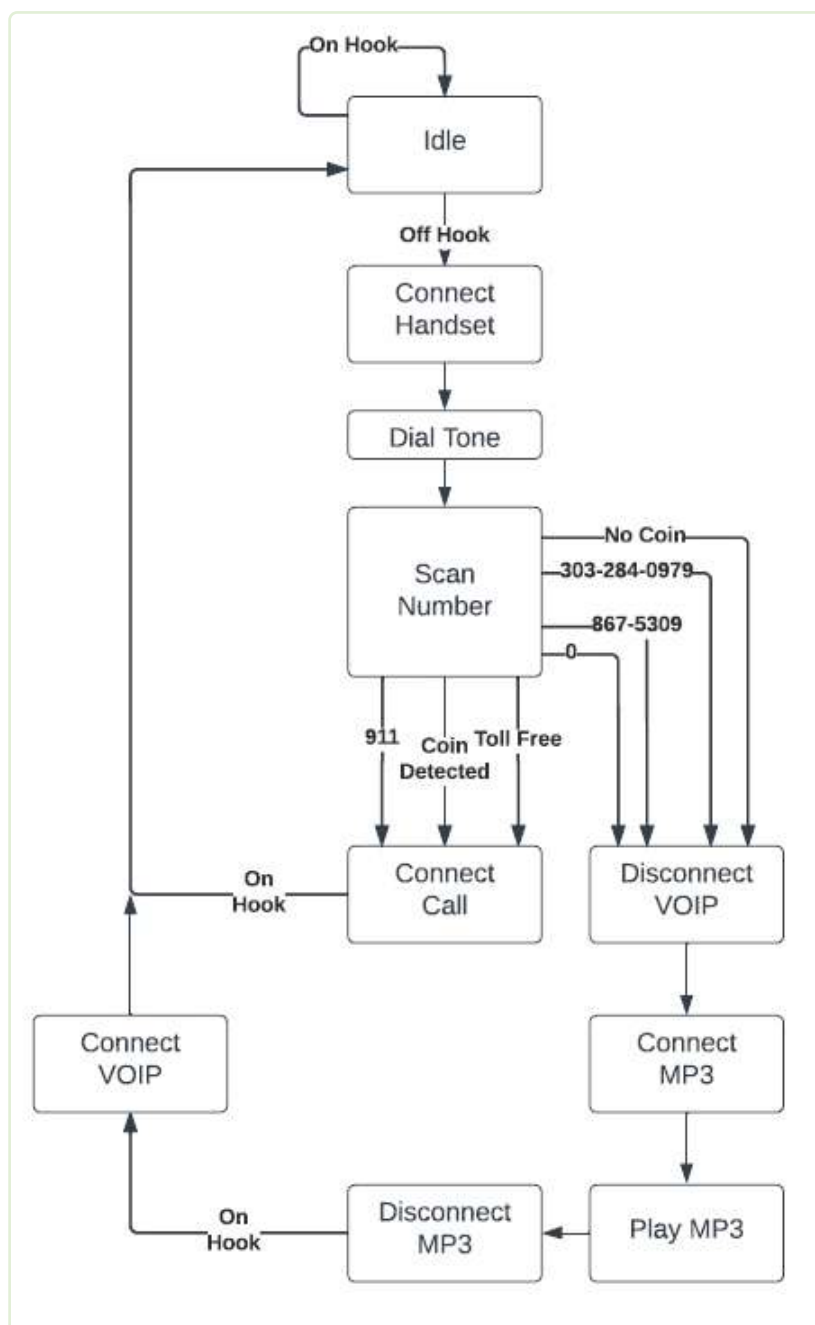 On Hook
Idle
Off Hook
Connect
Handset
Dial Tone
Scan
Number
No Coin
303-284-0979
867-5309
0
911
Coin
Detected
Toll Free
Connect
Call
Disconnect
VOIP
On
Hook
Connect
VOIP
Connect
MP3
On
Hook
Disconnect
MP3
Play MP3